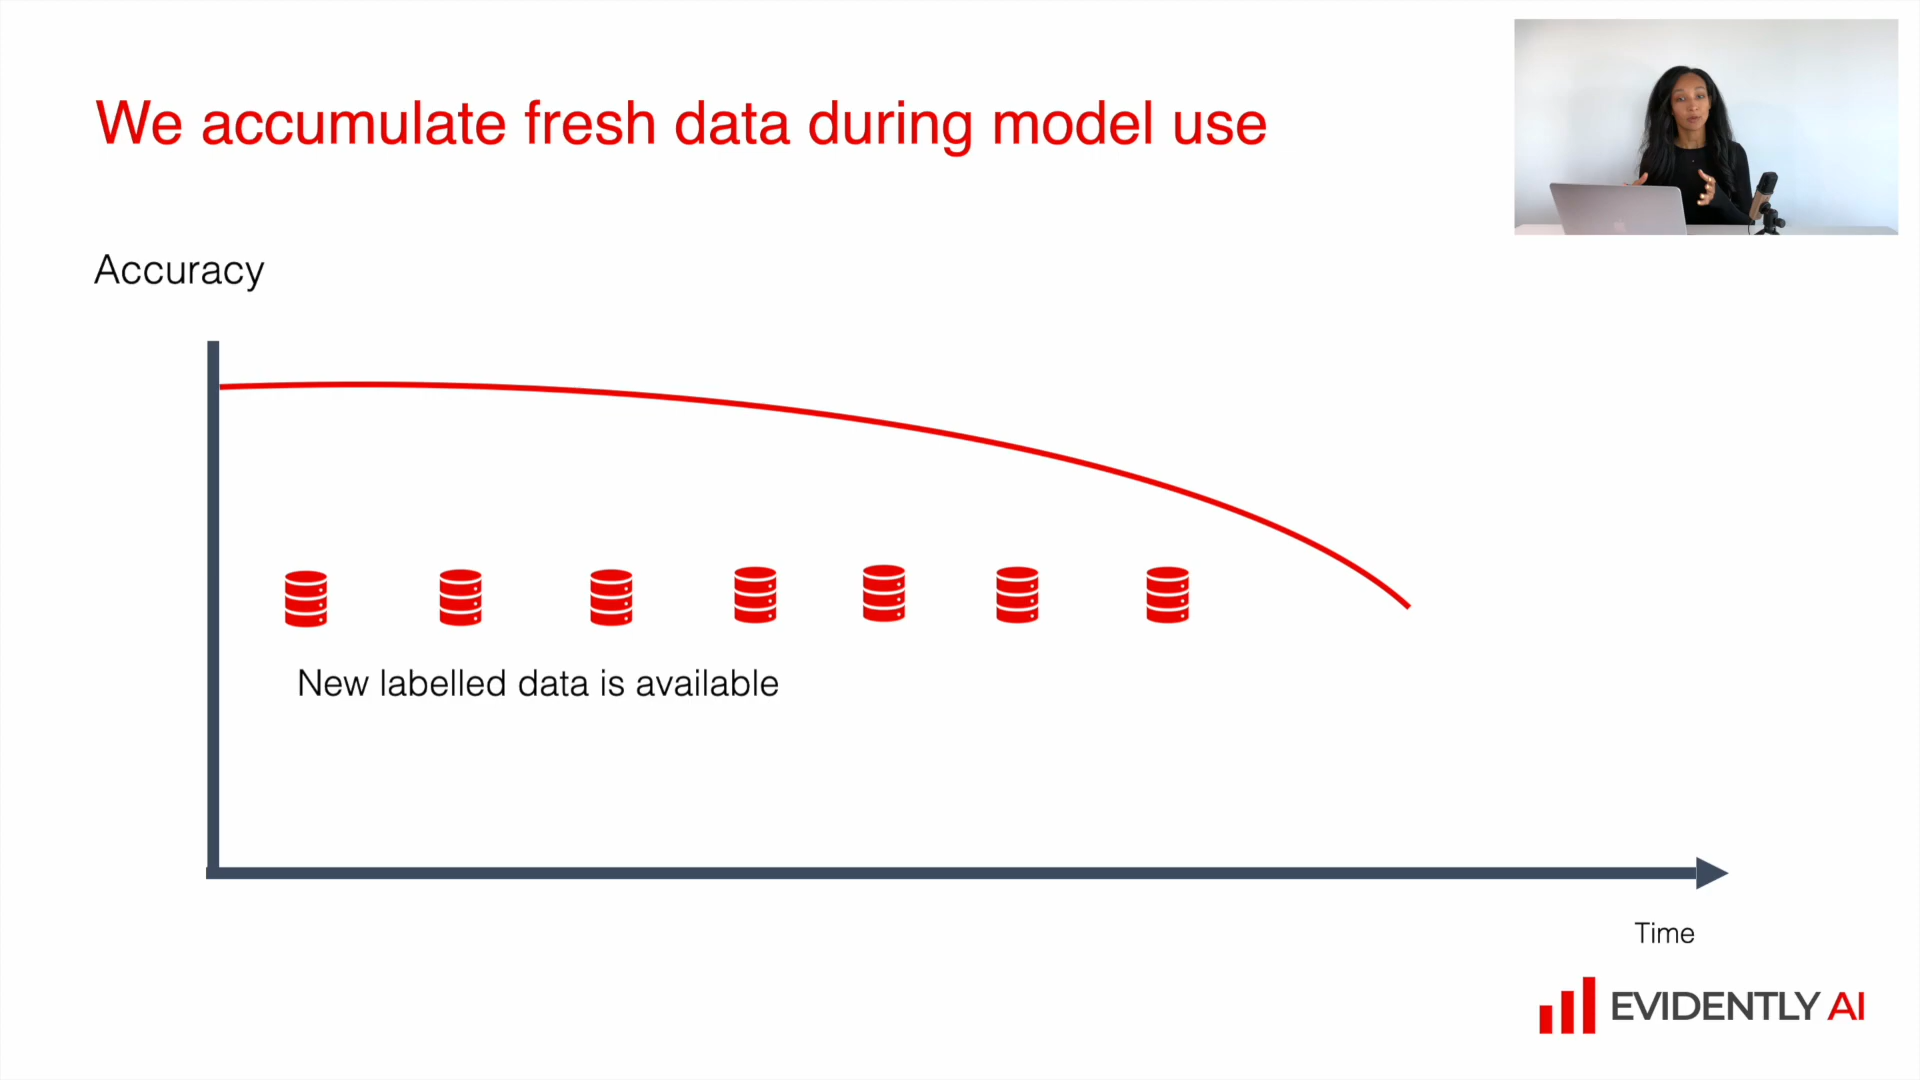 We accumulate fresh data during model use
Accuracy
New labelled data is available
Time
EVIDENTLY AI